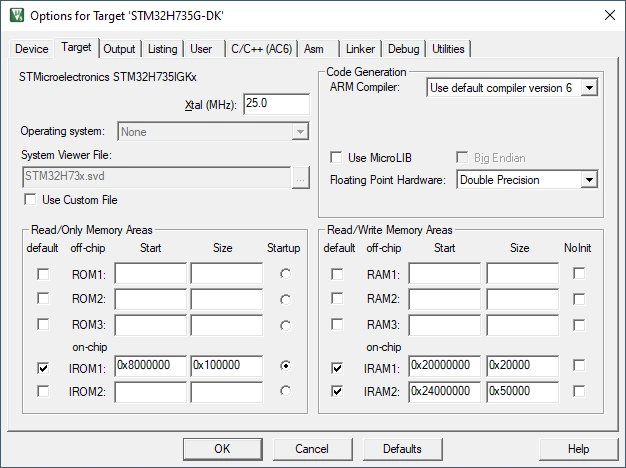 Options for Target 'STM32H735G-DK'
Device Target Output Listing User C/C++ (AC6) Asm Linker Debug Utilities
STMicroelectronics STM32H735IGKx
Xtal (MHz): 25.0
Operating system: None
System Viewer File:
STM32H73x.svd ...
Use Custom File
Code Generation
ARM Compiler: Use default compiler version 6
Use MicroLIB Big Endian
Floating Point Hardware: Double Precision
Read/Only Memory Areas
default off-chip Start Size Startup
ROM1:
ROM2:
ROM3:
on-chip
IROM1: 0x8000000 0x100000
IROM2:
Read/Write Memory Areas
default off-chip Start Size NoInit
RAM1:
RAM2:
RAM3:
on-chip
IRAM1: 0x20000000 0x20000
IRAM2: 0x24000000 0x50000
OK Cancel Defaults Help